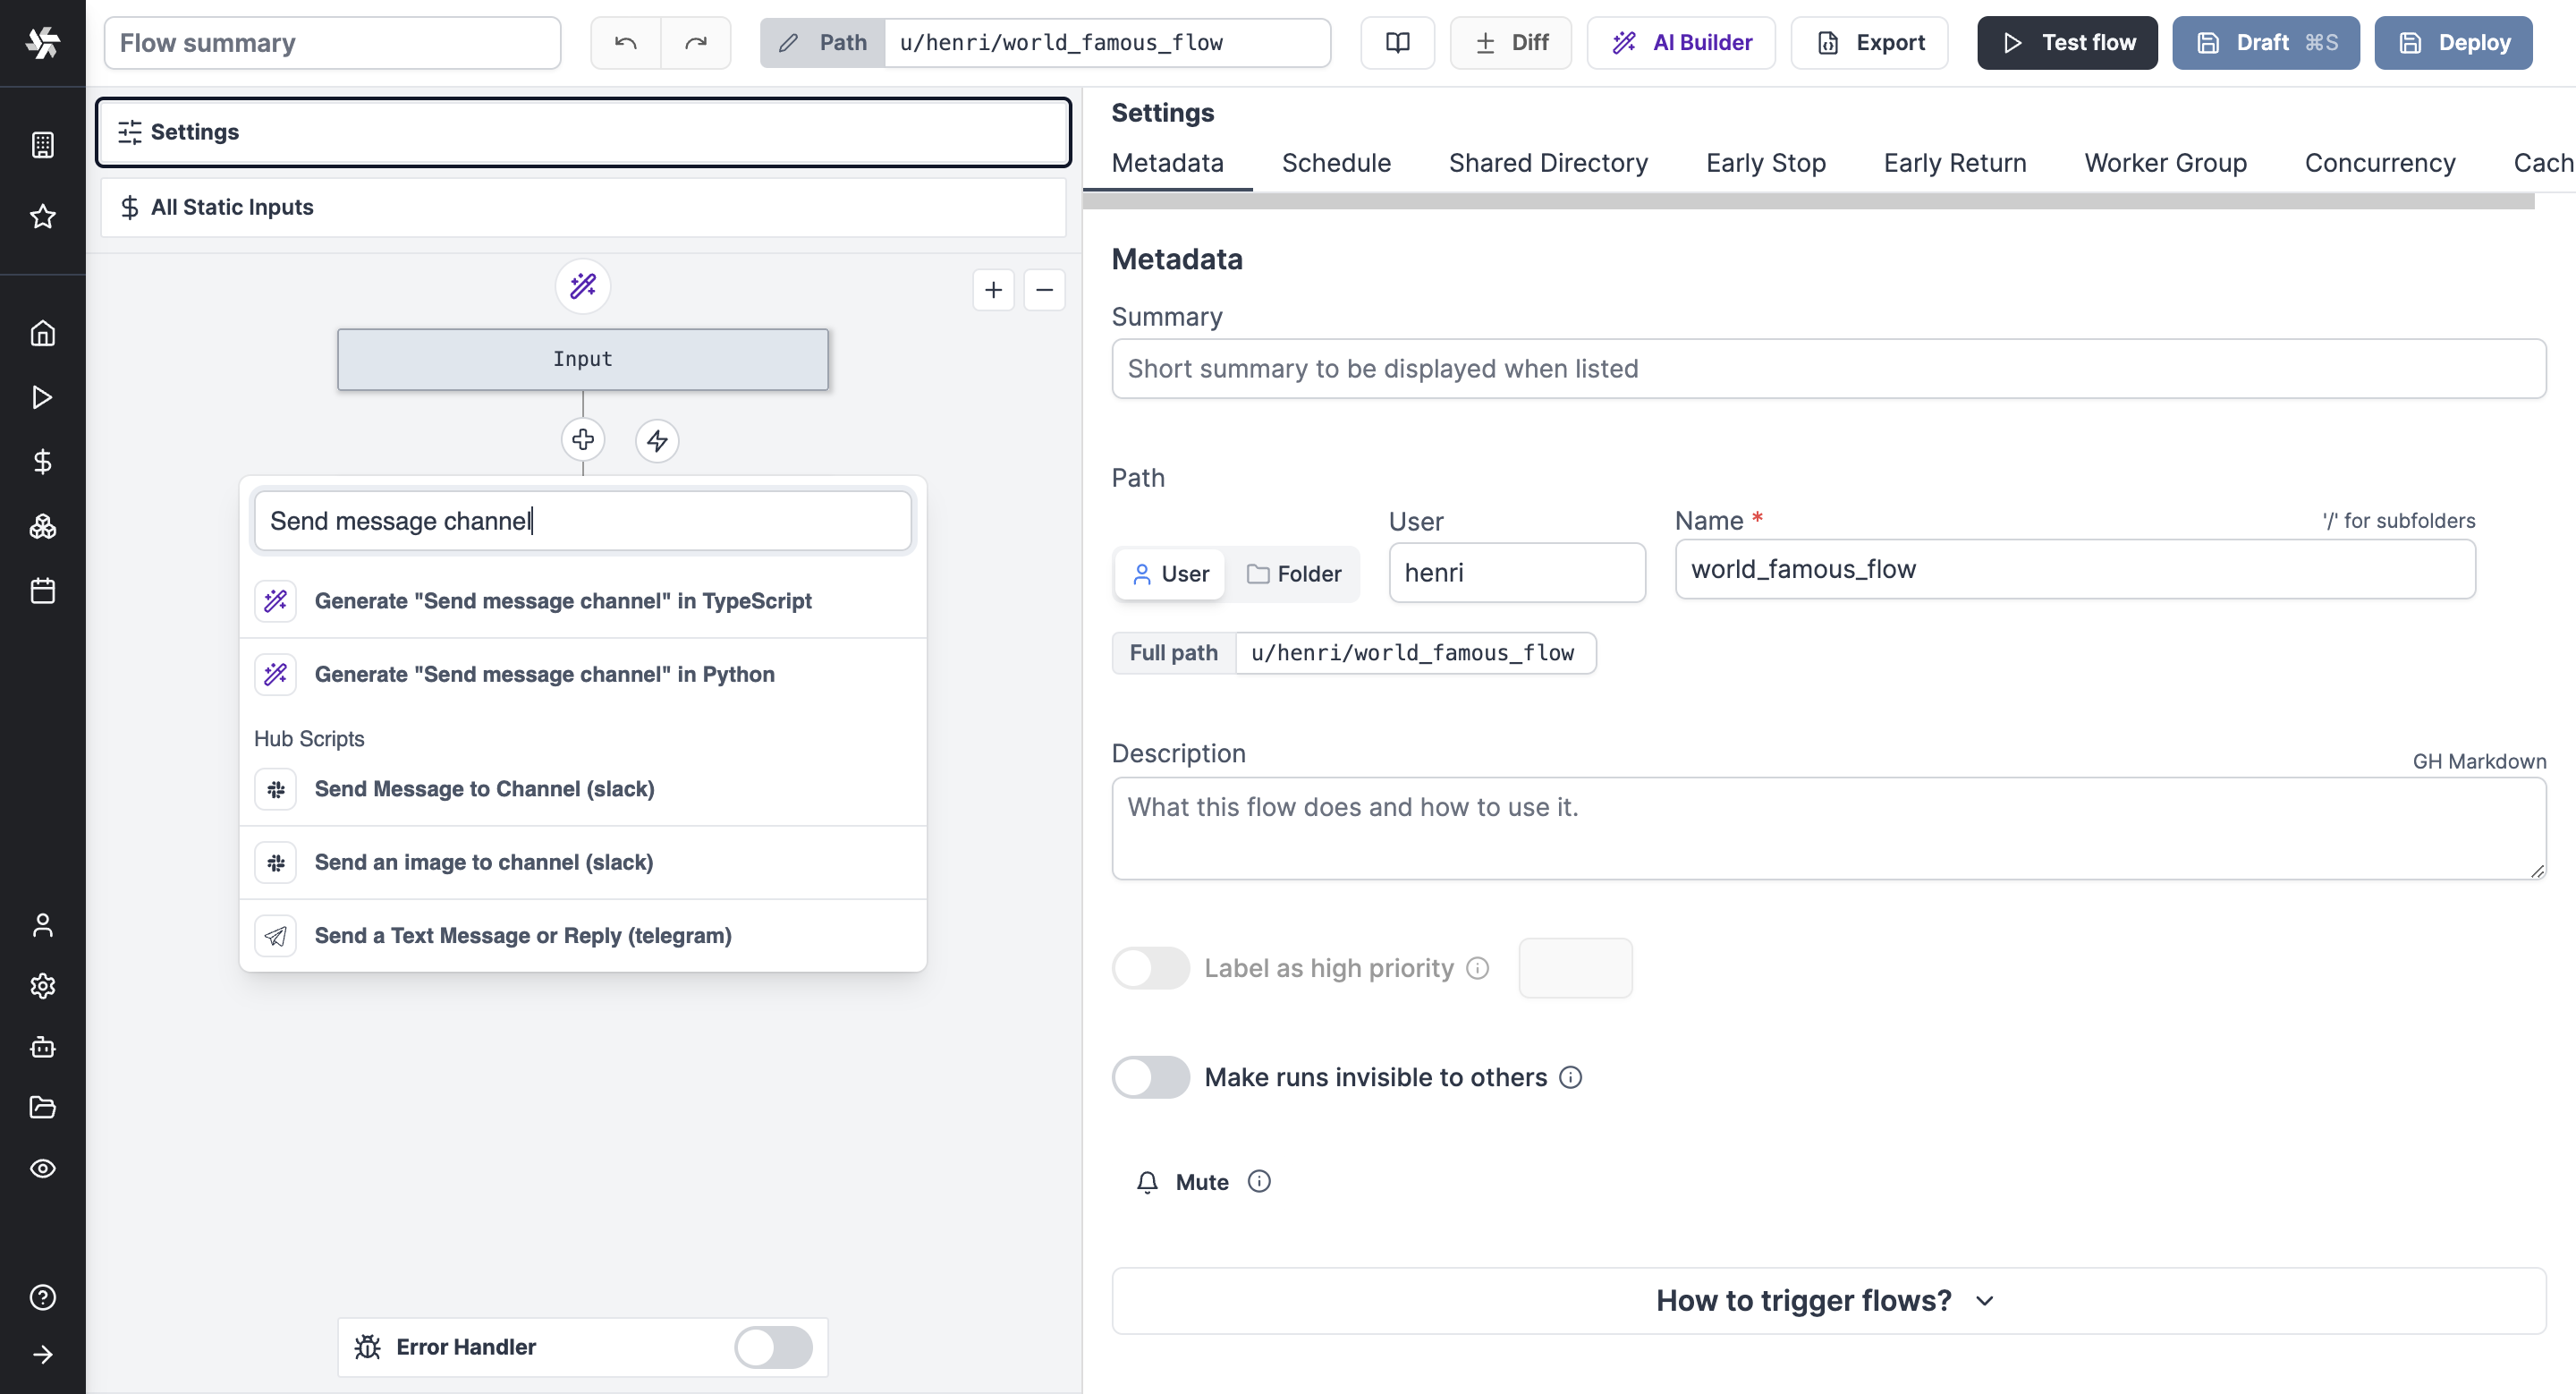 Flow summary
Path u/henri/world_famous_flow
Diff
AI Builder
Export
Test flow
Draft ⌘S
Deploy
Settings
All Static Inputs
Input
Send message channel
Generate "Send message channel" in TypeScript
Generate "Send message channel" in Python
Hub Scripts
Send Message to Channel (slack)
Send an image to channel (slack)
Send a Text Message or Reply (telegram)
Error Handler
Settings
Metadata Schedule Shared Directory Early Stop Early Return Worker Group Concurrency Cach
Metadata
Summary
Short summary to be displayed when listed
Path
User Name * '/' for subfolders
User Folder henri world_famous_flow
Full path u/henri/world_famous_flow
Description GH Markdown
What this flow does and how to use it.
Label as high priority
Make runs invisible to others
Mute
How to trigger flows?